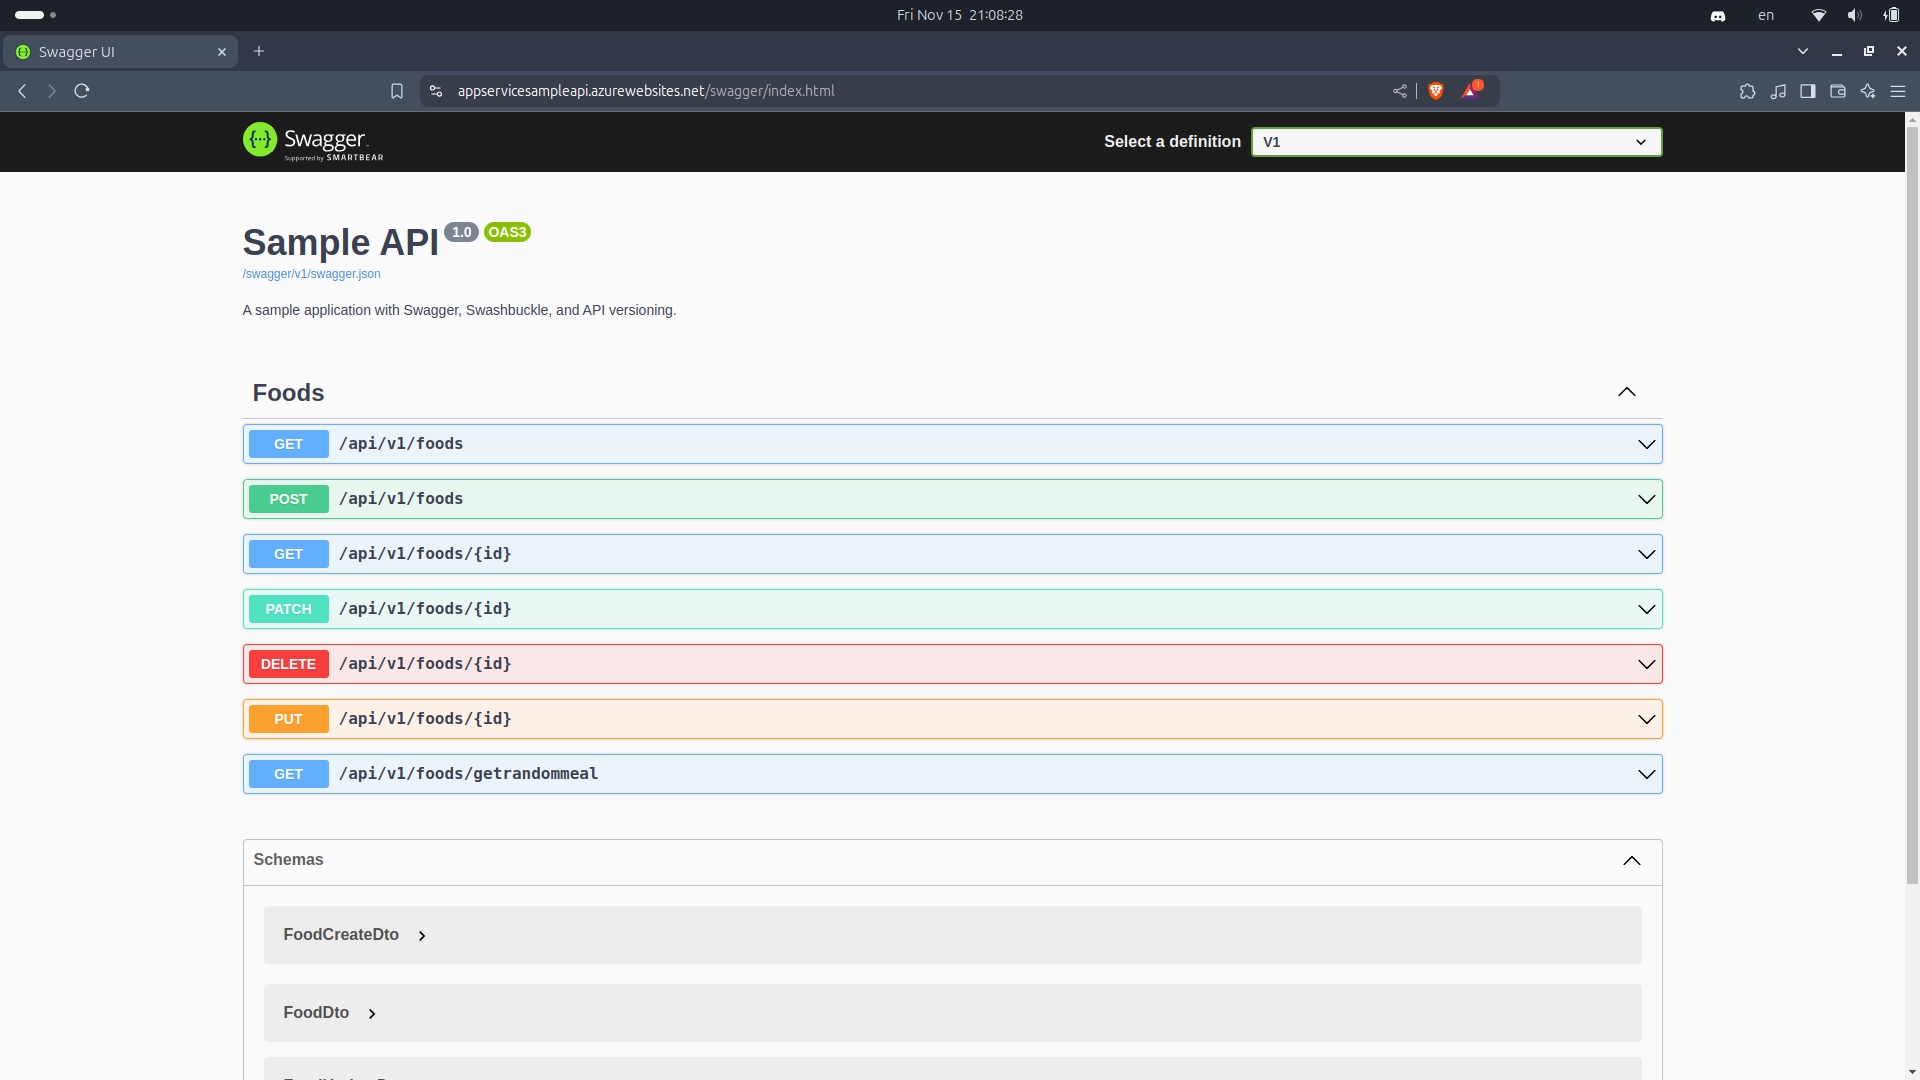 Fri Nov 15 21:08:28
en
Swagger UI
appservicesampleapi.azurewebsites.net/swagger/index.html
1
Swagger
Supported by SMARTBEAR
Select a definition
V1
Sample API 1.0 OAS3
/swagger/v1/swagger.json
A sample application with Swagger, Swashbuckle, and API versioning.
Foods
GET /api/v1/foods
POST /api/v1/foods
GET /api/v1/foods/{id}
PATCH /api/v1/foods/{id}
DELETE /api/v1/foods/{id}
PUT /api/v1/foods/{id}
GET /api/v1/foods/getrandommeal
Schemas
FoodCreateDto
FoodDto